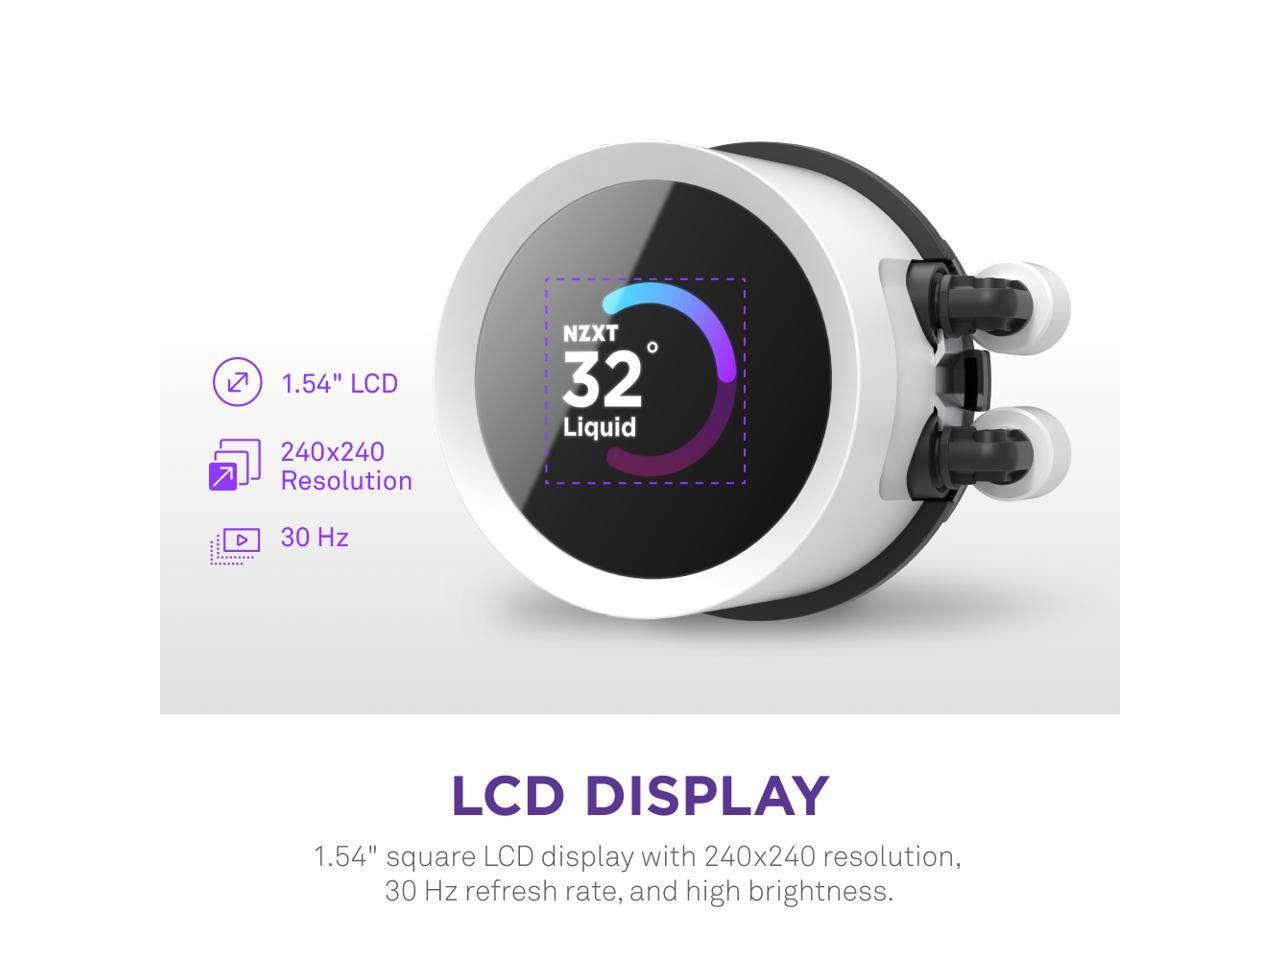 NZXT
32°
Liquid
1.54" LCD
240x240
Resolution
30 Hz
LCD DISPLAY
1.54" square LCD display with 240x240 resolution,
30 Hz refresh rate, and high brightness.